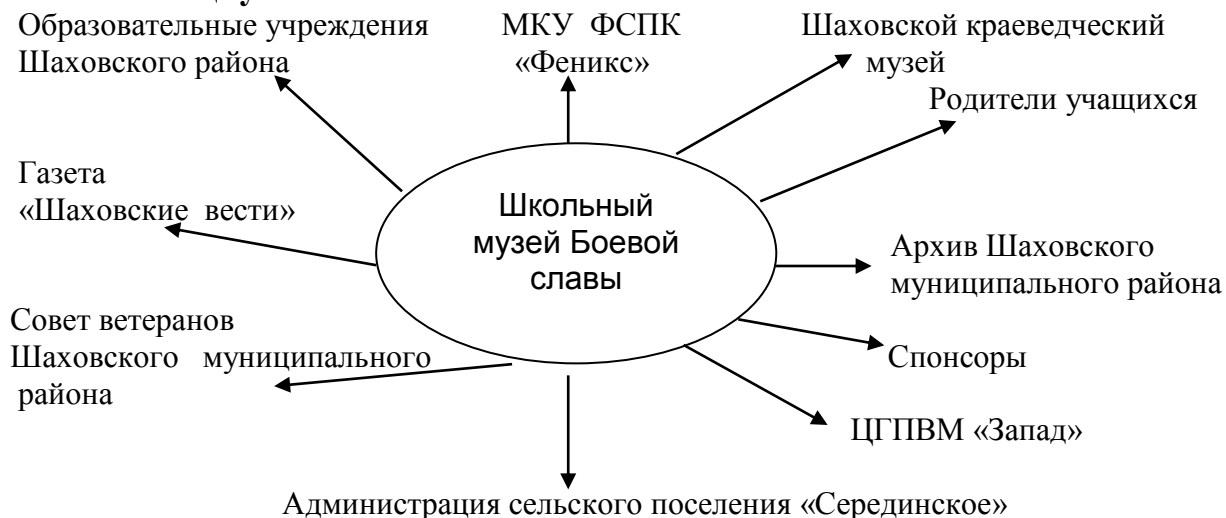 Образовательные учреждения
Шаховского района
МКУ ФСПК
«Феникс»
Шаховской краеведческий
музей
Родители учащихся
Газета
«Шаховские вести»
Школьный
музей Боевой
славы
Архив Шаховского
муниципального района
Совет ветеранов
Шаховского муниципального
района
Спонсоры
ЦГПВМ «Запад»
Администрация сельского поселения «Серединское»